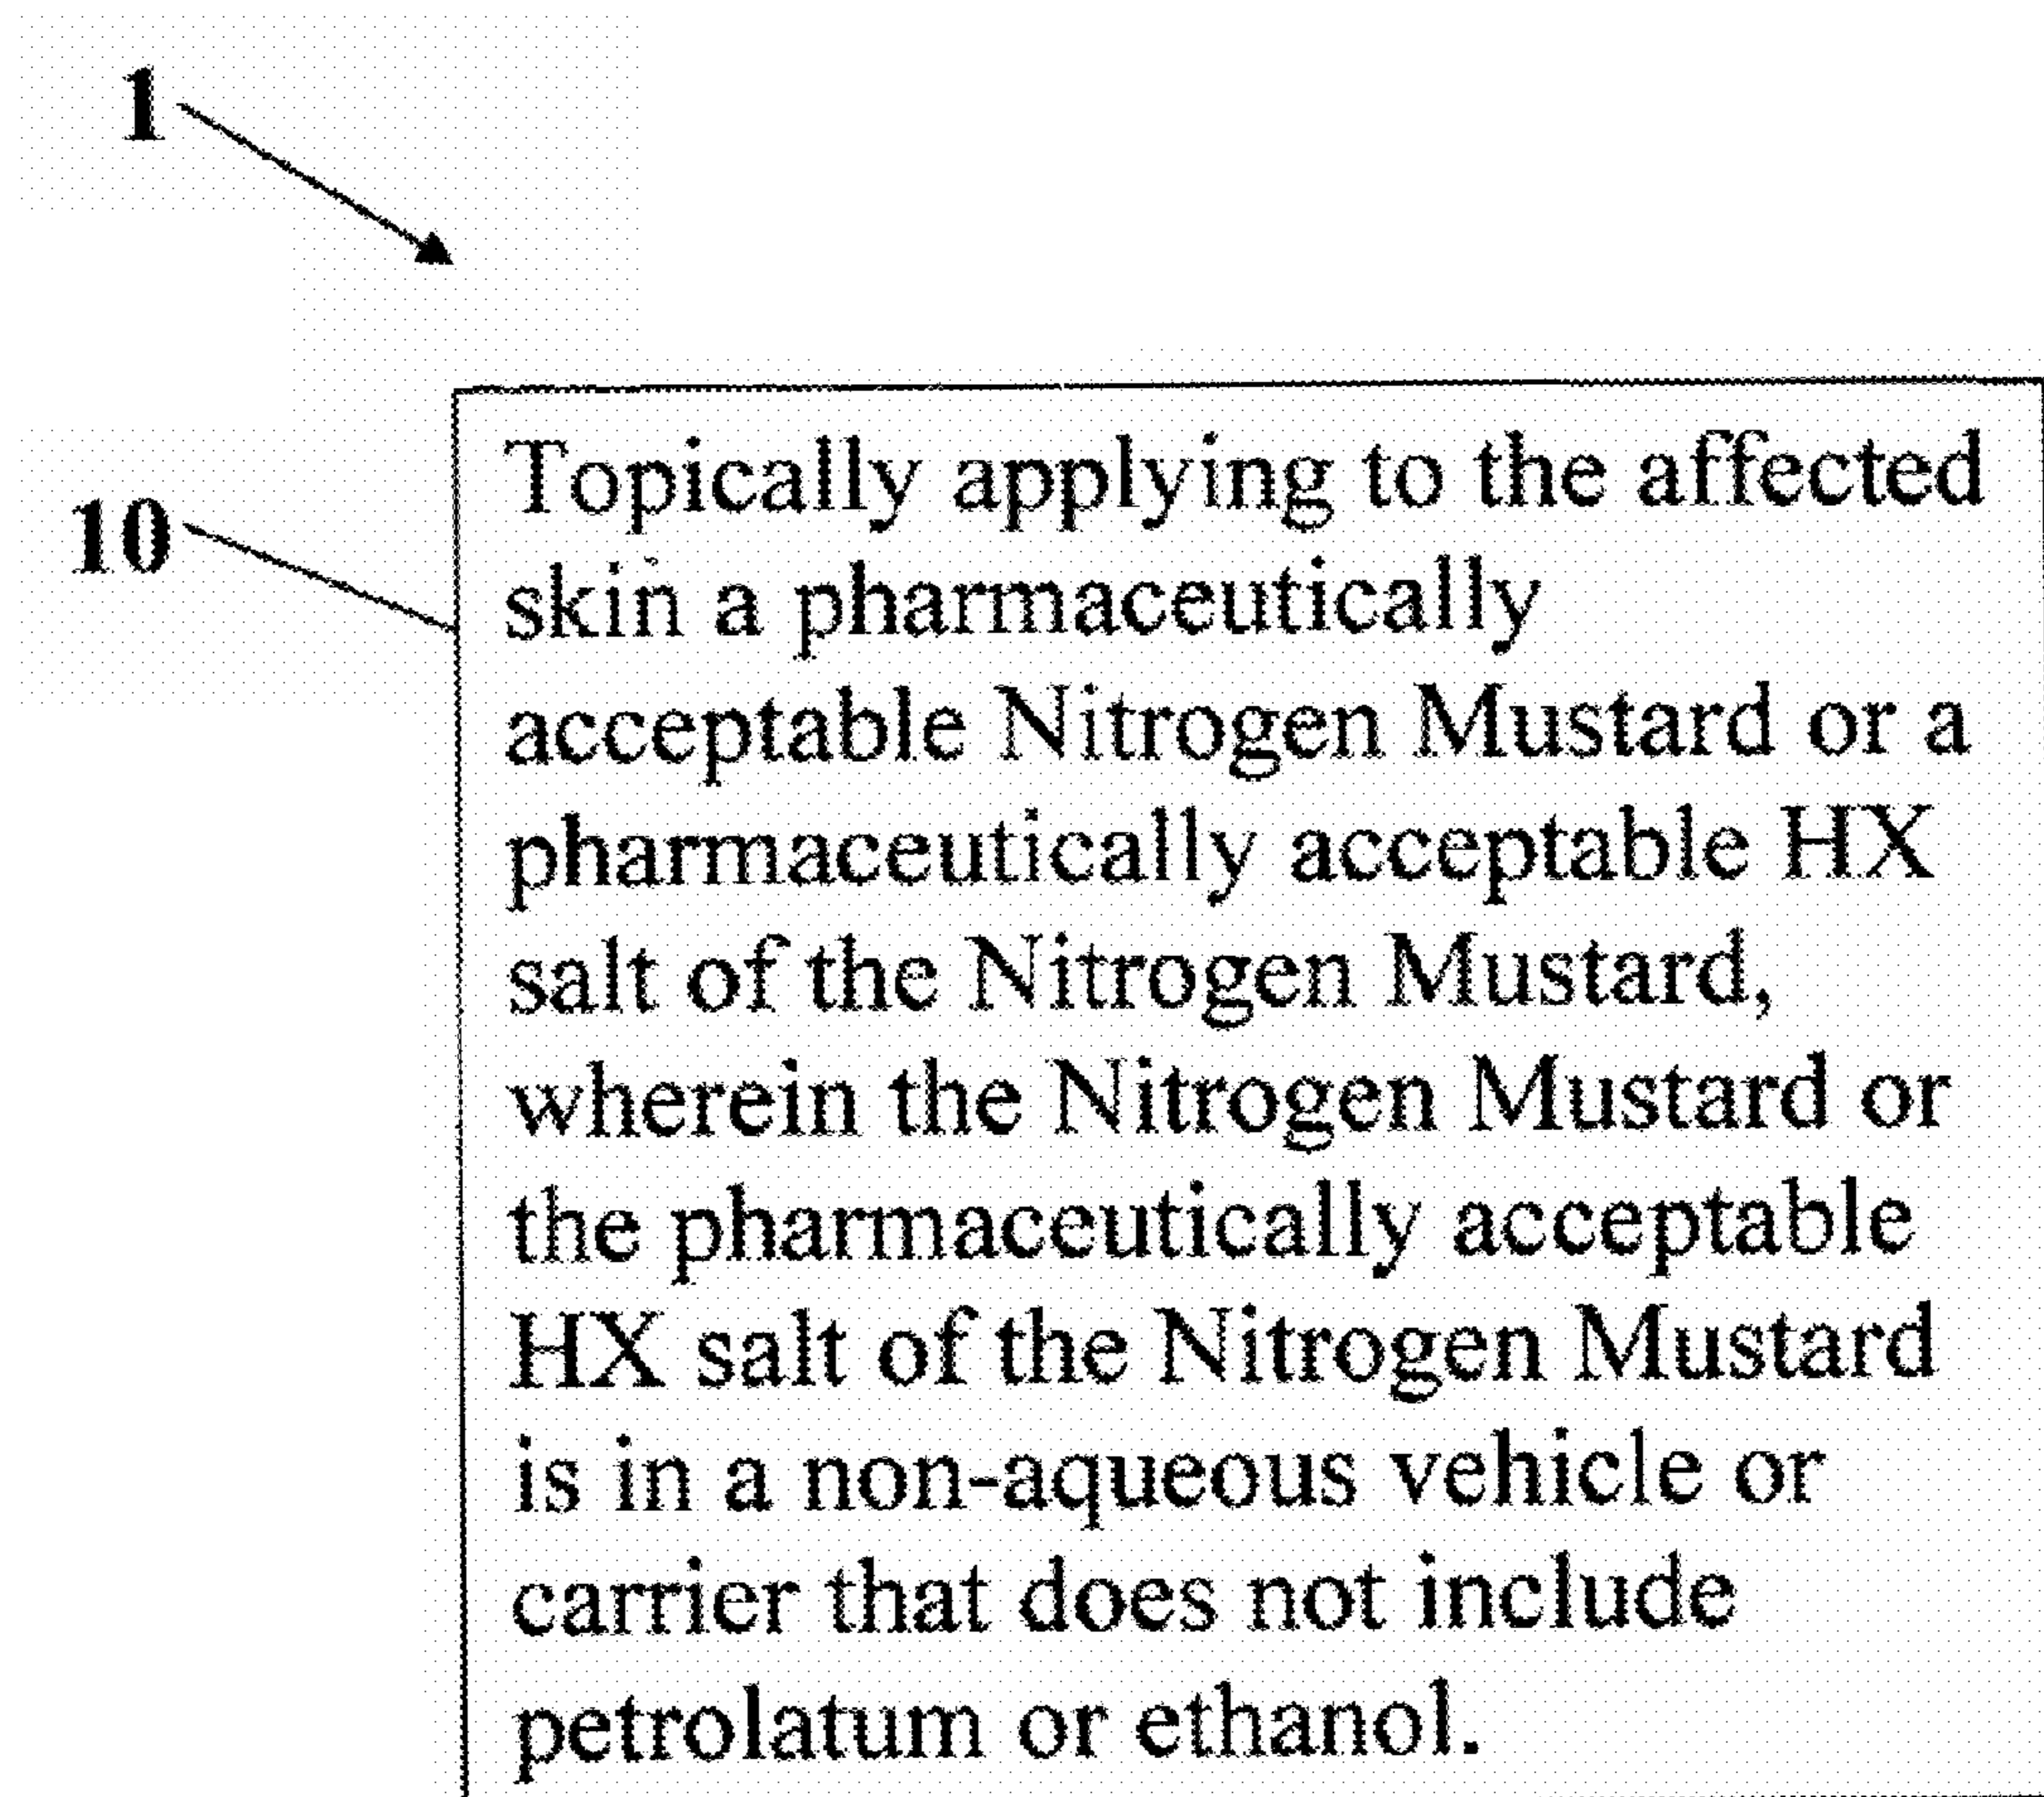 1
10
Topically applying to the affected
skin a pharmaceutically
acceptable Nitrogen Mustard or a
pharmaceutically acceptable HX
salt of the Nitrogen Mustard,
wherein the Nitrogen Mustard or
the pharmaceutically acceptable
HX salt of the Nitrogen Mustard
is in a non-aqueous vehicle or
carrier that does not include
petrolatum or ethanol.